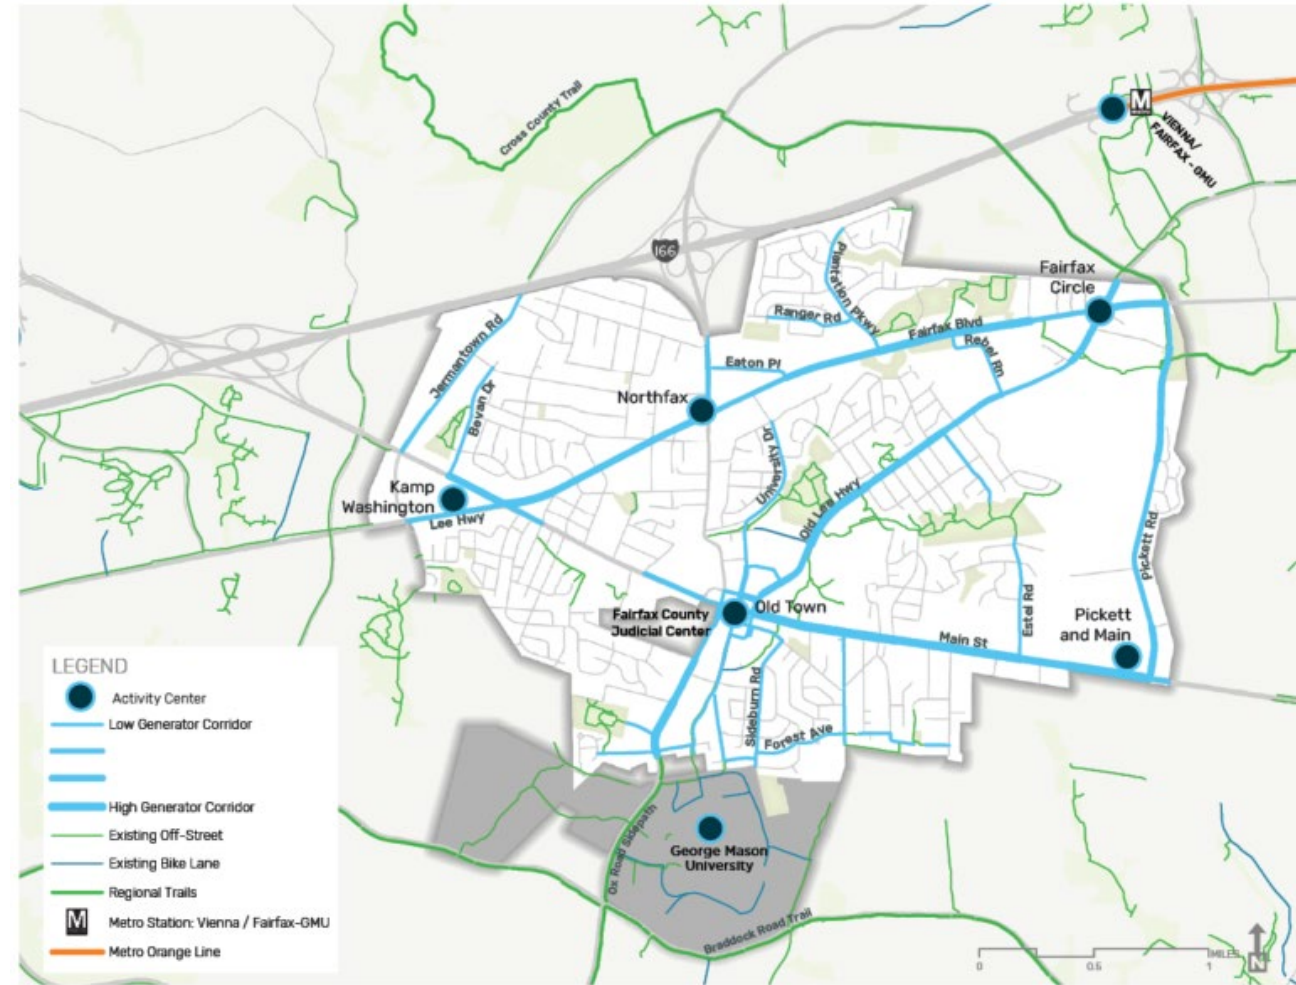 Cross County Trail
M
VIENNA/
FAIRFAX - GMU
I66
Fairfax
Circle
Plantation Pkwy
Ranger Rd
Fairfax Blvd
Rebel Rn
Jermantown Rd
Eaton Pl
Northfax
Bevan Dr
University Dr
Kamp
Washington
Lee Hwy
Old Lee Hwy
Pickett Rd
Fairfax County
Judicial Center
Old Town
Estel Rd
Pickett
and Main
Main St
Sideburn Rd
Forest Ave
Ox Road Sidepath
George Mason
University
Braddock Road Trail
LEGEND
Activity Center
Low Generator Corridor
High Generator Corridor
Existing Off-Street
Existing Bike Lane
Regional Trails
M Metro Station: Vienna / Fairfax-GMU
Metro Orange Line
0 0.5 1 MILES
N